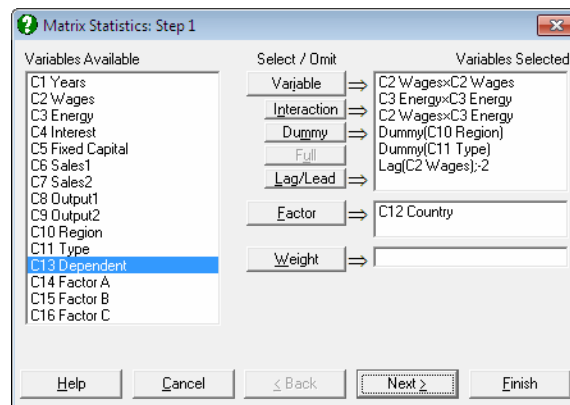 Matrix Statistics: Step 1
Variables Available
Select / Omit
Variables Selected
C1 Years
C2 Wages
C3 Energy
C4 Interest
C5 Fixed Capital
C6 Sales1
C7 Sales2
C8 Output1
C9 Output2
C10 Region
C11 Type
C13 Dependent
C14 Factor A
C15 Factor B
C16 Factor C
Variable
Interaction
Dummy
Full
Lag/Lead
Factor
Weight
C2 Wages×C2 Wages
C3 Energy×C3 Energy
C2 Wages×C3 Energy
Dummy(C10 Region)
Dummy(C11 Type)
Lag(C2 Wages);-2
C12 Country
Help
Cancel
< Back
Next >
Finish